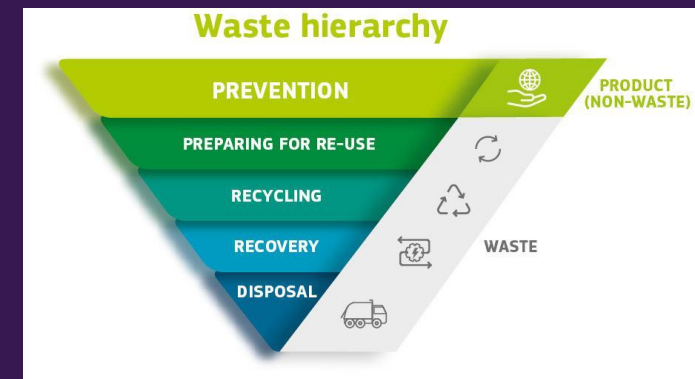 Waste hierarchy
PREVENTION
PRODUCT
(NON-WASTE)
PREPARING FOR RE-USE
RECYCLING
RECOVERY
WASTE
DISPOSAL